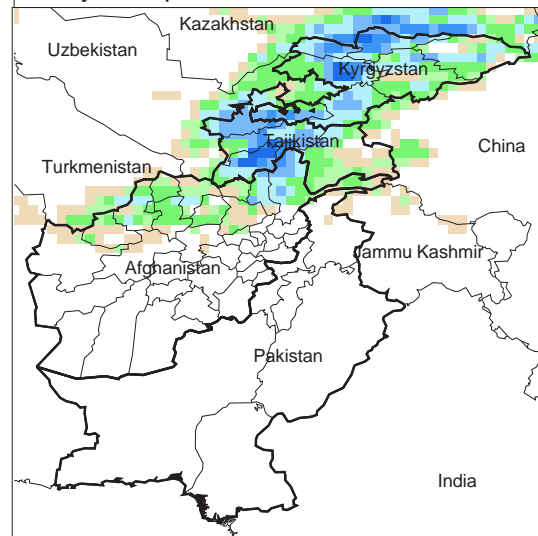 Kazakhstan
Uzbekistan
Kyrgyzstan
Tajikistan
China
Turkmenistan
Jammu Kashmir
Afghanistan
Pakistan
India